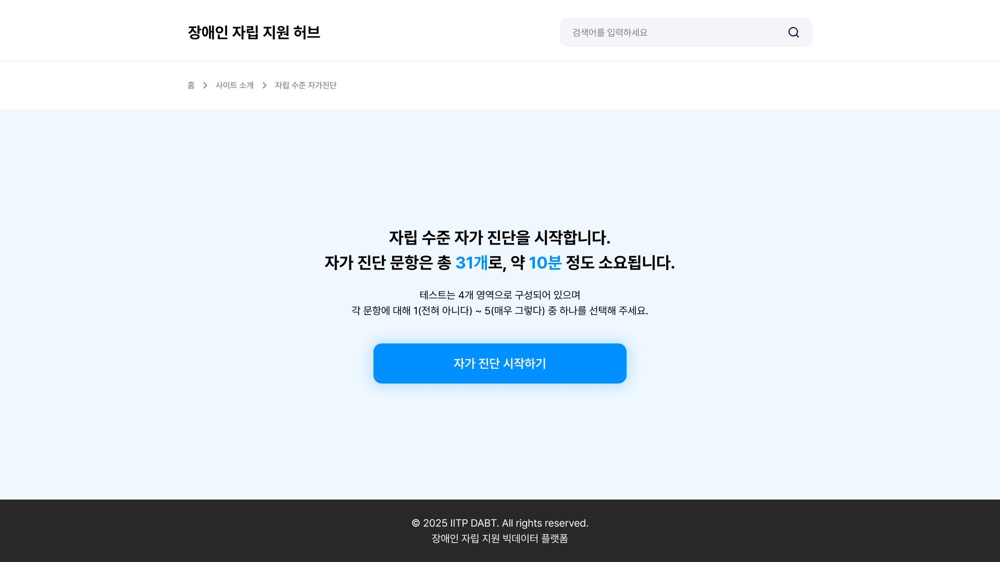 장애인 자립 지원 허브
검색어를 입력하세요
홈 사이트 소개 자립 수준 자가진단
자립 수준 자가 진단을 시작합니다.
자가 진단 문항은 총 31개로, 약 10분 정도 소요됩니다.
테스트는 4개 영역으로 구성되어 있으며
각 문항에 대해 1(전혀 아니다) ~ 5(매우 그렇다) 중 하나를 선택해 주세요.
자가 진단 시작하기
© 2025 IITP DABT. All rights reserved.
장애인 자립 지원 빅데이터 플랫폼